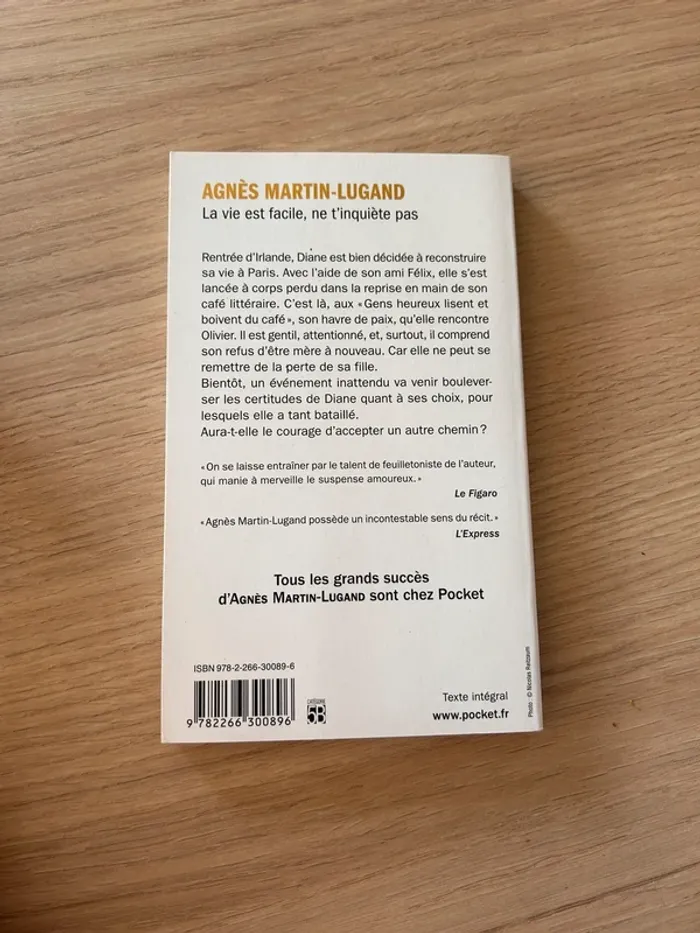 AGNÈS MARTIN-LUGAND
La vie est facile, ne t'inquiète pas
Rentrée d'Irlande, Diane est bien décidée à reconstruire
sa vie à Paris. Avec l'aide de son ami Félix, elle s'est
lancée à corps perdu dans la reprise en main de son
café littéraire. C'est là, aux « Gens heureux lisent et
boivent du café », son havre de paix, qu'elle rencontre
Olivier. Il est gentil, attentionné, et, surtout, il comprend
son refus d'être mère à nouveau. Car elle ne peut se
remettre de la perte de sa fille.
Bientôt, un événement inattendu va venir boulever-
ser les certitudes de Diane quant à ses choix, pour
lesquels elle a tant bataillé.
Aura-t-elle le courage d'accepter un autre chemin ?
« On se laisse entraîner par le talent de feuilletoniste de l'auteur,
qui manie à merveille le suspense amoureux. »
Le Figaro
« Agnès Martin-Lugand possède un incontestable sens du récit. »
L'Express
Tous les grands succès
d'AGNÈS MARTIN-LUGAND sont chez Pocket
ISBN 978-2-266-30089-6
9 782266 300896
CATÉGORIE
5B
Texte intégral
www.pocket.fr
Photo : © Nicolas Reitzaum